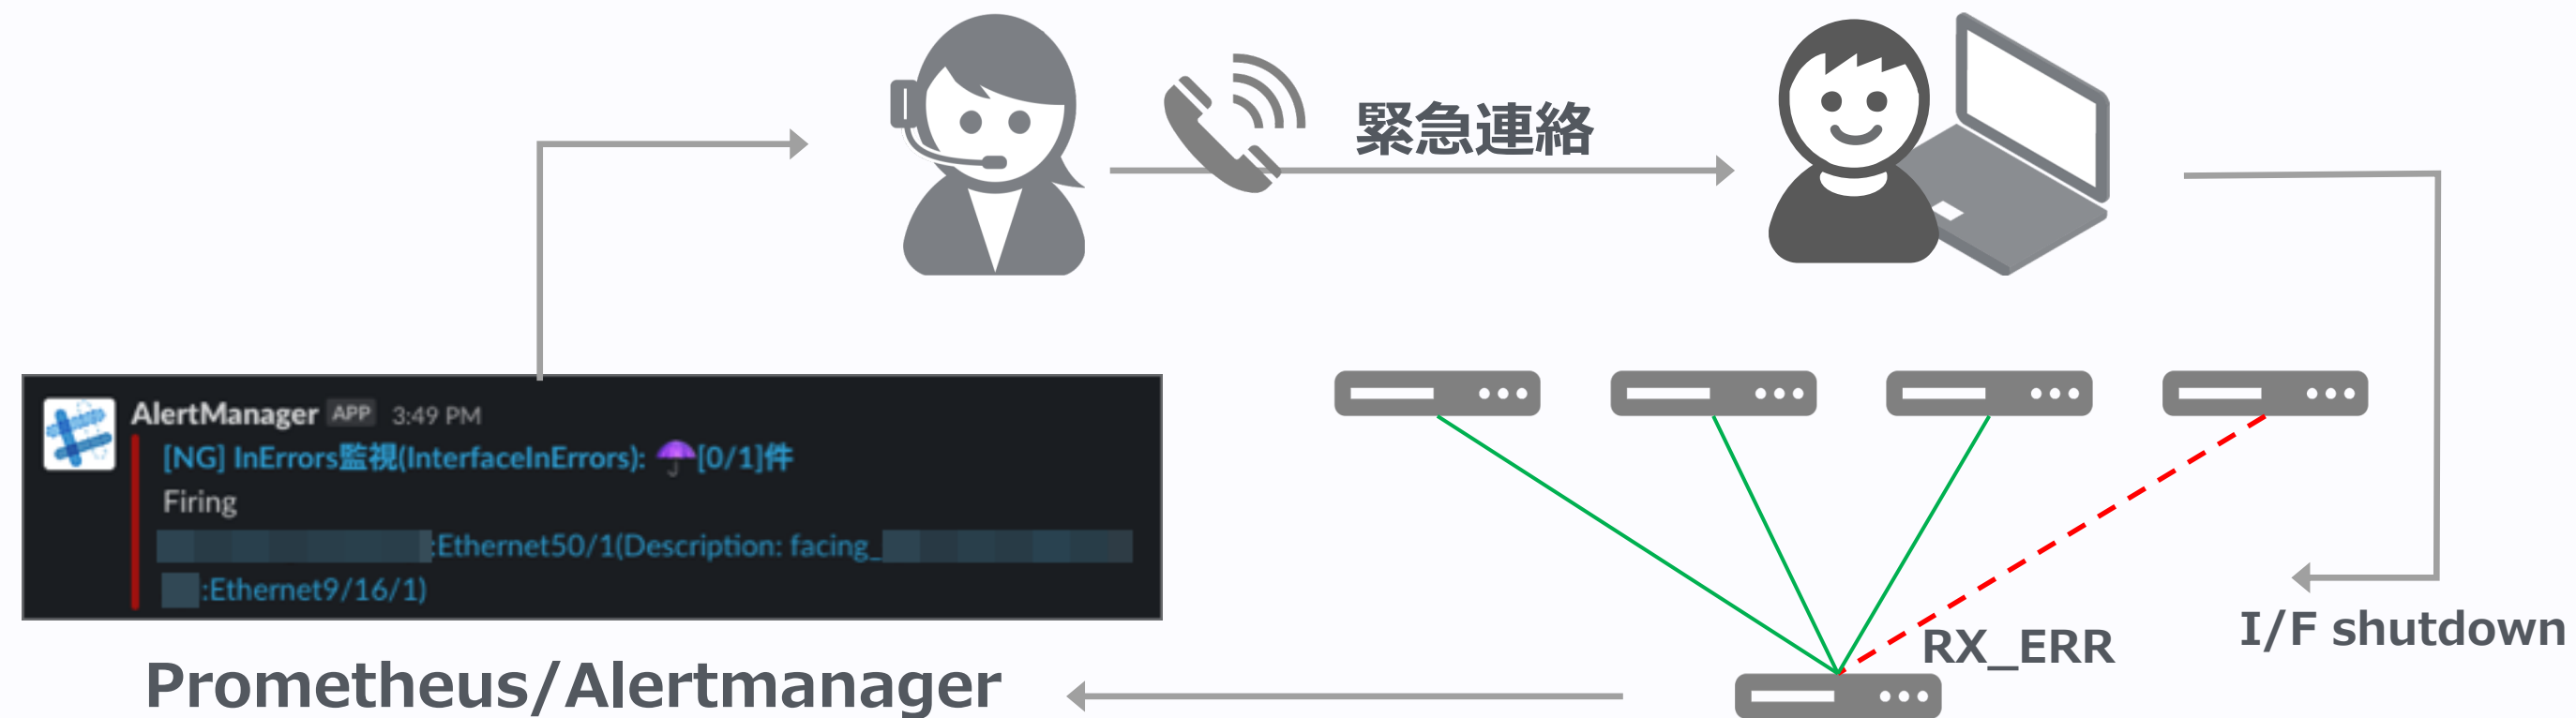 緊急連絡
AlertManager APP 3:49 PM
[NG] InErrors監視(InterfaceInErrors): ☂[0/1]件
Firing
:Ethernet50/1(Description: facing_
:Ethernet9/16/1)
RX_ERR
I/F shutdown
Prometheus/Alertmanager